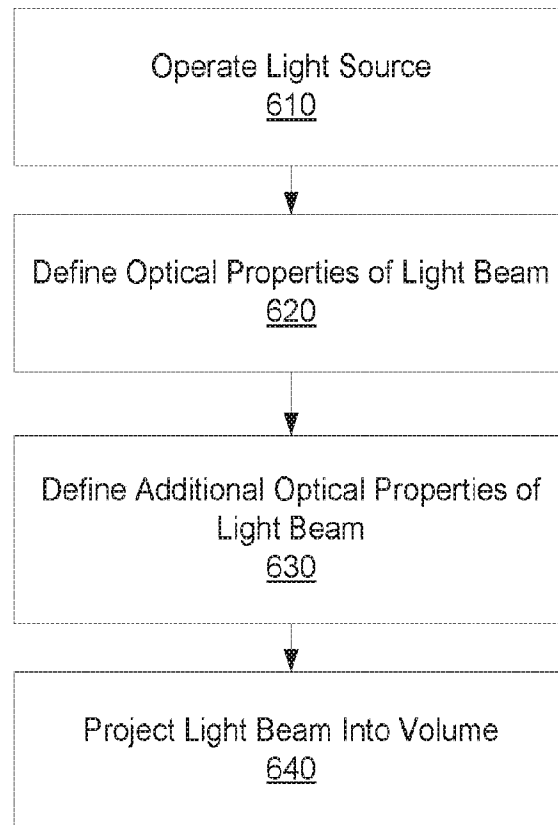 Operate Light Source
610
Define Optical Properties of Light Beam
620
Define Additional Optical Properties of
Light Beam
630
Project Light Beam Into Volume
640